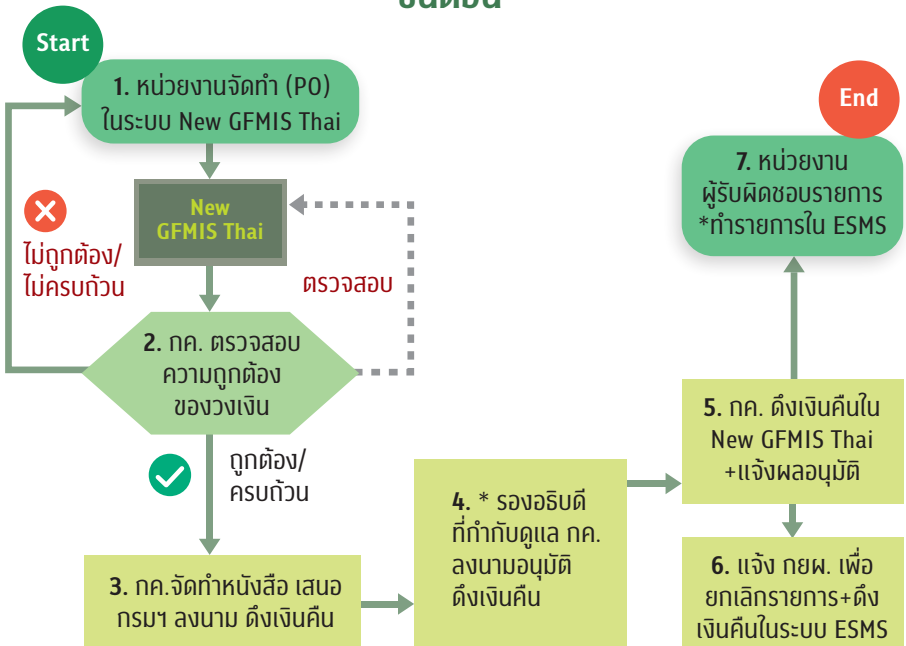 ขั้นตอน
Start
1. หน่วยงานจัดทำ (PO)
ในระบบ New GFMIS Thai
New
GFMIS Thai
ไม่ถูกต้อง/
ไม่ครบถ้วน
ตรวจสอบ
2. กค. ตรวจสอบ
ความถูกต้อง
ของวงเงิน
ถูกต้อง/
ครบถ้วน
3. กค.จัดทำหนังสือ เสนอ
กรมฯ ลงนาม ดึงเงินคืน
4. * รองอธิบดี
ที่กำกับดูแล กค.
ลงนามอนุมัติ
ดึงเงินคืน
5. กค. ดึงเงินคืนใน
New GFMIS Thai
+แจ้งผลอนุมัติ
6. แจ้ง กยผ. เพื่อ
ยกเลิกรายการ+ดึง
เงินคืนในระบบ ESMS
End
7. หน่วยงาน
ผู้รับผิดชอบรายการ
*ทำรายการใน ESMS